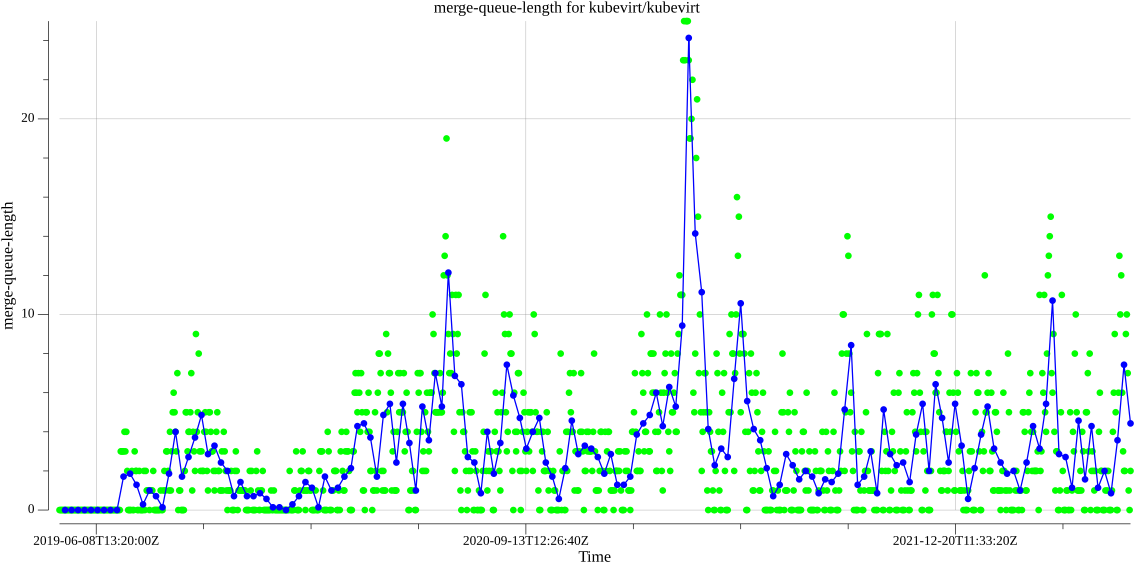 merge-queue-length for kubevirt/kubevirt
merge-queue-length
20
10
0
2019-06-08T13:20:00Z
2020-09-13T12:26:40Z
2021-12-20T11:33:20Z
Time